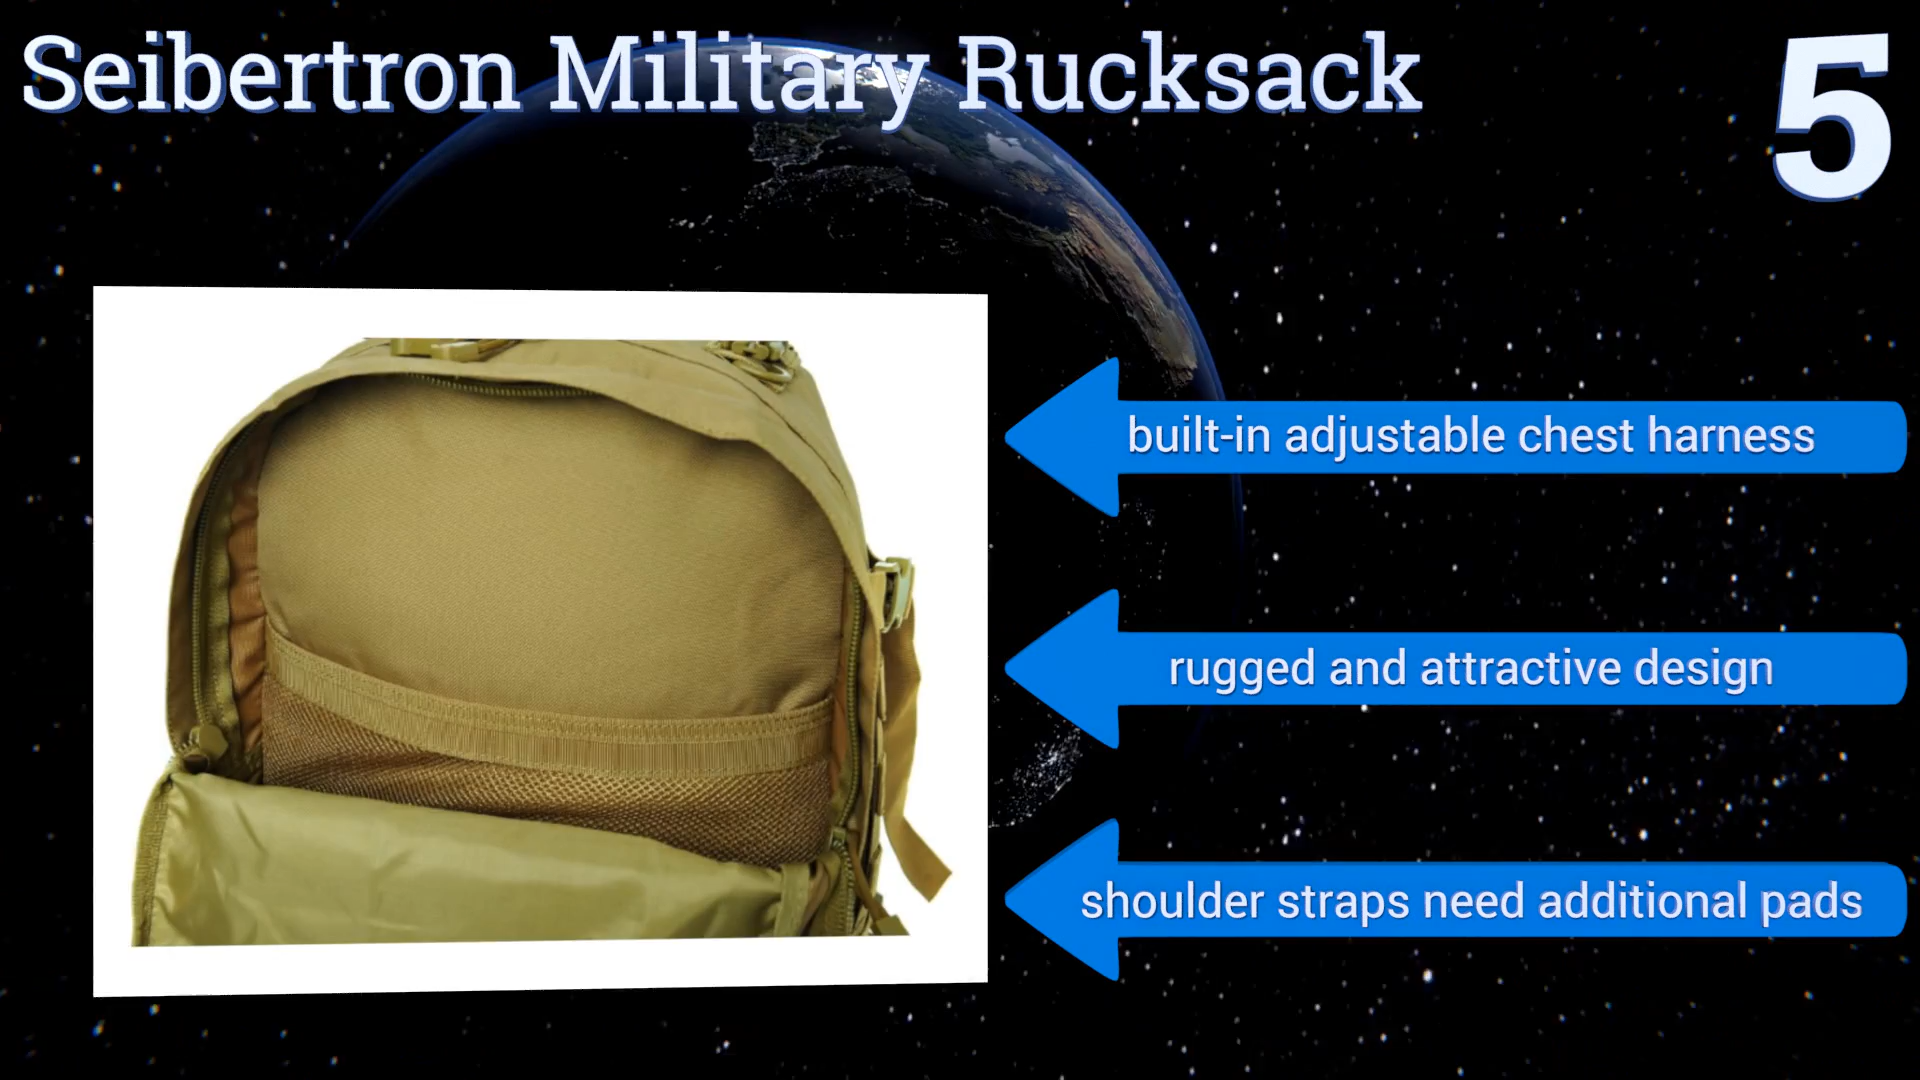 Seibertron Military Rucksack
5
built-in adjustable chest harness
rugged and attractive design
shoulder straps need additional pads